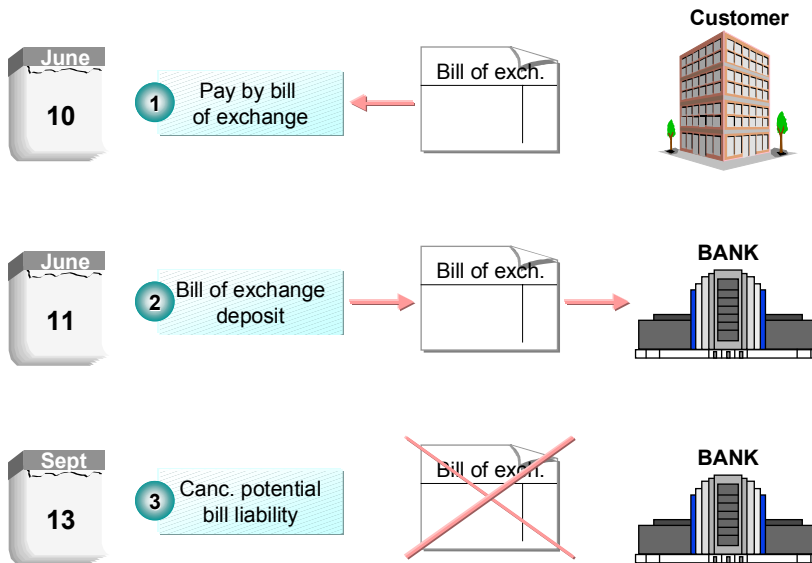 Customer
June
10
1
Pay by bill
of exchange
Bill of exch.
June
11
2
Bill of exchange
deposit
Bill of exch.
BANK
Sept
13
3
Canc. potential
bill liability
Bill of exch.
BANK